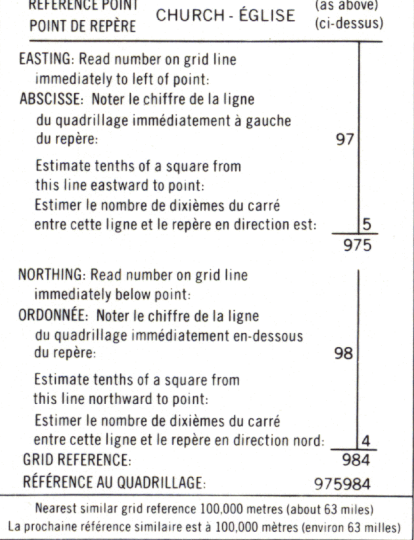 REFERENCE POINT CHURCH - ÉGLISE (as above)
POINT DE REPÈRE (ci-dessus)
EASTING: Read number on grid line
immediately to left of point:
ABSCISSE: Noter le chiffre de la ligne
du quadrillage immédiatement à gauche
du repère: 97
Estimate tenths of a square from
this line eastward to point:
Estimer le nombre de dixièmes du carré
entre cette ligne et le repère en direction est: 5
975
NORTHING: Read number on grid line
immediately below point:
ORDONNÉE: Noter le chiffre de la ligne
du quadrillage immédiatement en-dessous
du repère: 98
Estimate tenths of a square from
this line northward to point:
Estimer le nombre de dixièmes du carré
entre cette ligne et le repère en direction nord: 4
GRID REFERENCE: 984
RÉFÉRENCE AU QUADRILLAGE: 975984
Nearest similar grid reference 100,000 metres (about 63 miles)
La prochaine référence similaire est à 100,000 mètres (environ 63 milles)